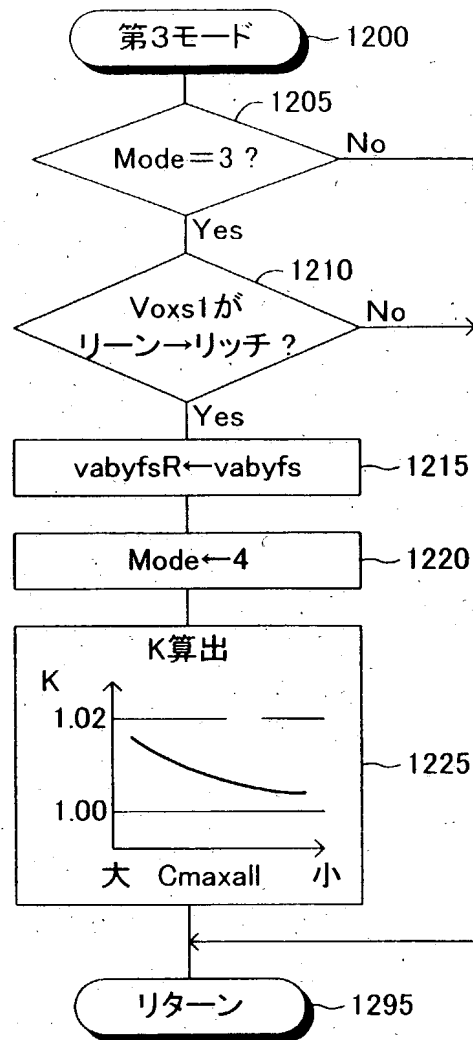 第3モード
1200
1205
Mode=3 ?
No
Yes
1210
Voxs1が
リーン→リッチ ?
No
Yes
vabyfsR←vabyfs
1215
Mode←4
1220
K算出
K
1.02
1.00
1225
大 Cmaxall 小
リターン
1295